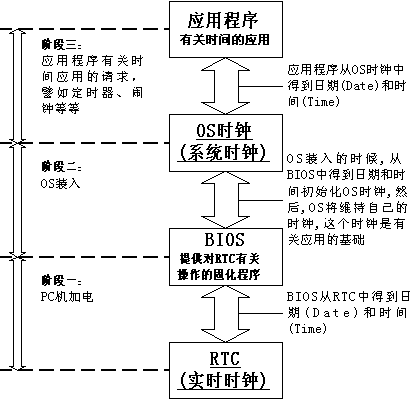 应用程序
有关时间的应用
阶段三：
应用程序有关时
间应用的请求,
譬如定时器、闹
钟等等
应用程序从OS时钟中
得到日期(Date)和时
间(Time)
OS时钟
(系统时钟)
阶段二：
OS装入
OS装入的时候,从
BIOS中得到日期和时
间初始化OS时钟,然
后,OS将维持自己的
时钟,这个时钟是有
关应用的基础
BIOS
提供对RTC有关
操作的固化程序
阶段一：
PC机加电
BIOS从RTC中得到日
期(Date)和时间
(Time)
RTC
(实时时钟)